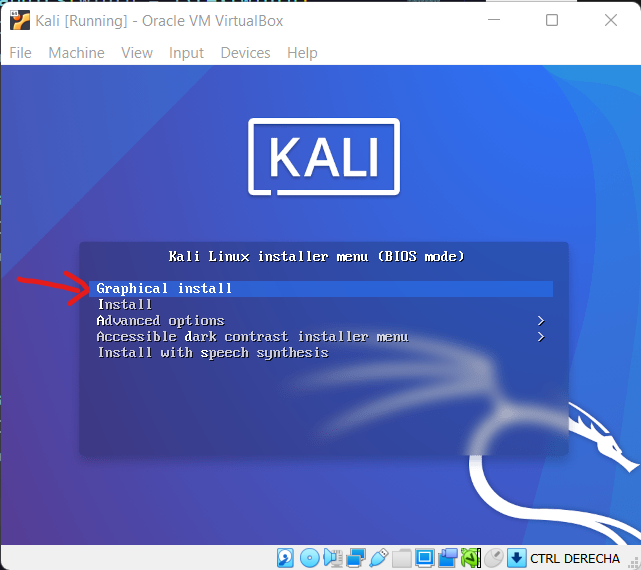 Kali [Running] - Oracle VM VirtualBox
File Machine View Input Devices Help
KALI
Kali Linux installer menu (BIOS mode)
Graphical install
Install
Advanced options >
Accessible dark contrast installer menu >
Install with speech synthesis
CTRL DERECHA